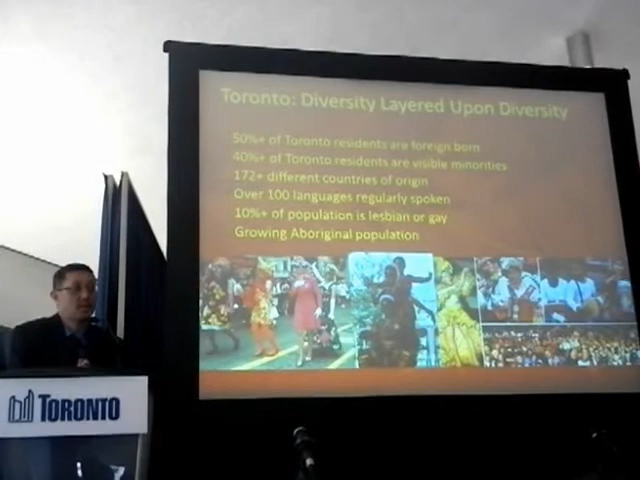 Toronto: Diversity Layered Upon Diversity
50%+ of Toronto residents are foreign born
40%+ of Toronto residents are visible minorities
172+ different countries of origin
Over 100 languages regularly spoken
10%+ of population is lesbian or gay
Growing Aboriginal population
TORONTO